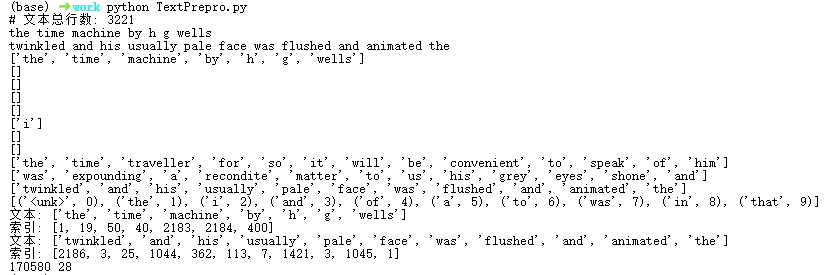 (base) ➜work python TextPrepro.py
# 文本总行数: 3221
the time machine by h g wells
twinkled and his usually pale face was flushed and animated the
['the', 'time', 'machine', 'by', 'h', 'g', 'wells']
[]
[]
[]
[]
['i']
[]
[]
['the', 'time', 'traveller', 'for', 'so', 'it', 'will', 'be', 'convenient', 'to', 'speak', 'of', 'him']
['was', 'expounding', 'a', 'recondite', 'matter', 'to', 'us', 'his', 'grey', 'eyes', 'shone', 'and']
['twinkled', 'and', 'his', 'usually', 'pale', 'face', 'was', 'flushed', 'and', 'animated', 'the']
[('<unk>', 0), ('the', 1), ('i', 2), ('and', 3), ('of', 4), ('a', 5), ('to', 6), ('was', 7), ('in', 8), ('that', 9)]
文本: ['the', 'time', 'machine', 'by', 'h', 'g', 'wells']
索引: [1, 19, 50, 40, 2183, 2184, 400]
文本: ['twinkled', 'and', 'his', 'usually', 'pale', 'face', 'was', 'flushed', 'and', 'animated', 'the']
索引: [2186, 3, 25, 1044, 362, 113, 7, 1421, 3, 1045, 1]
170580 28